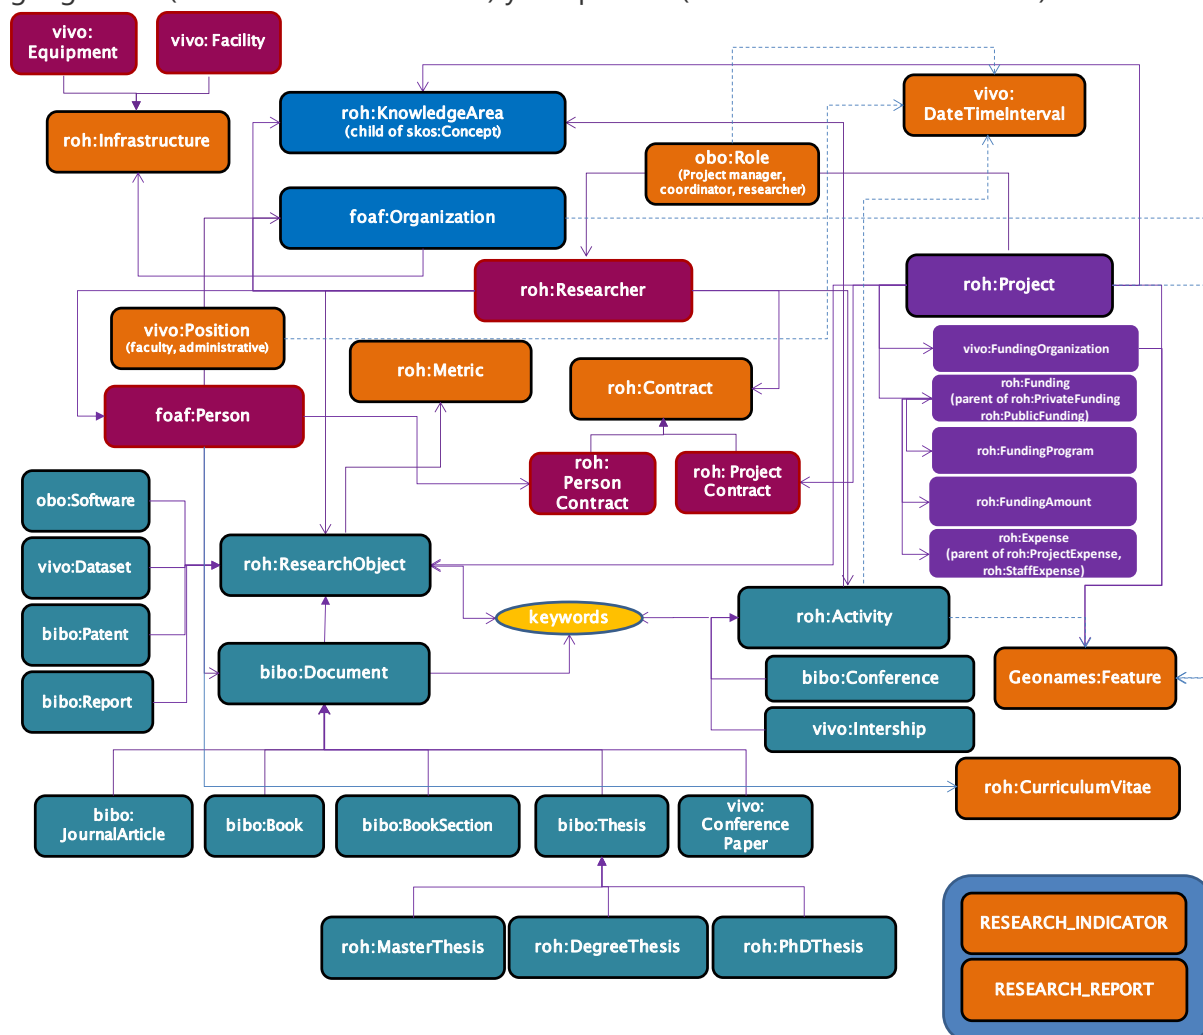 vivo:
Equipment
vivo: Facility
roh:Infrastructure
roh:KnowledgeArea
(child of skos:Concept)
vivo:
DateTimeInterval
obo:Role
(Project manager,
coordinator, researcher)
foaf:Organization
roh:Researcher
roh:Project
vivo:Position
(faculty, administrative)
vivo:FundingOrganization
roh:Metric
roh:Contract
roh:Funding
(parent of roh:PrivateFunding
roh:PublicFunding)
foaf:Person
roh:FundingProgram
roh:
Person
Contract
roh: Project
Contract
obo:Software
roh:FundingAmount
vivo:Dataset
roh:ResearchObject
roh:Expense
(parent of roh:ProjectExpense,
roh:StaffExpense)
keywords
roh:Activity
bibo:Patent
bibo:Document
bibo:Conference
Geonames:Feature
bibo:Report
vivo:Intership
roh:CurriculumVitae
bibo:
JournalArticle
bibo:Book
bibo:BookSection
bibo:Thesis
vivo:
Conference
Paper
RESEARCH_INDICATOR
roh:MasterThesis
roh:DegreeThesis
roh:PhDThesis
RESEARCH_REPORT